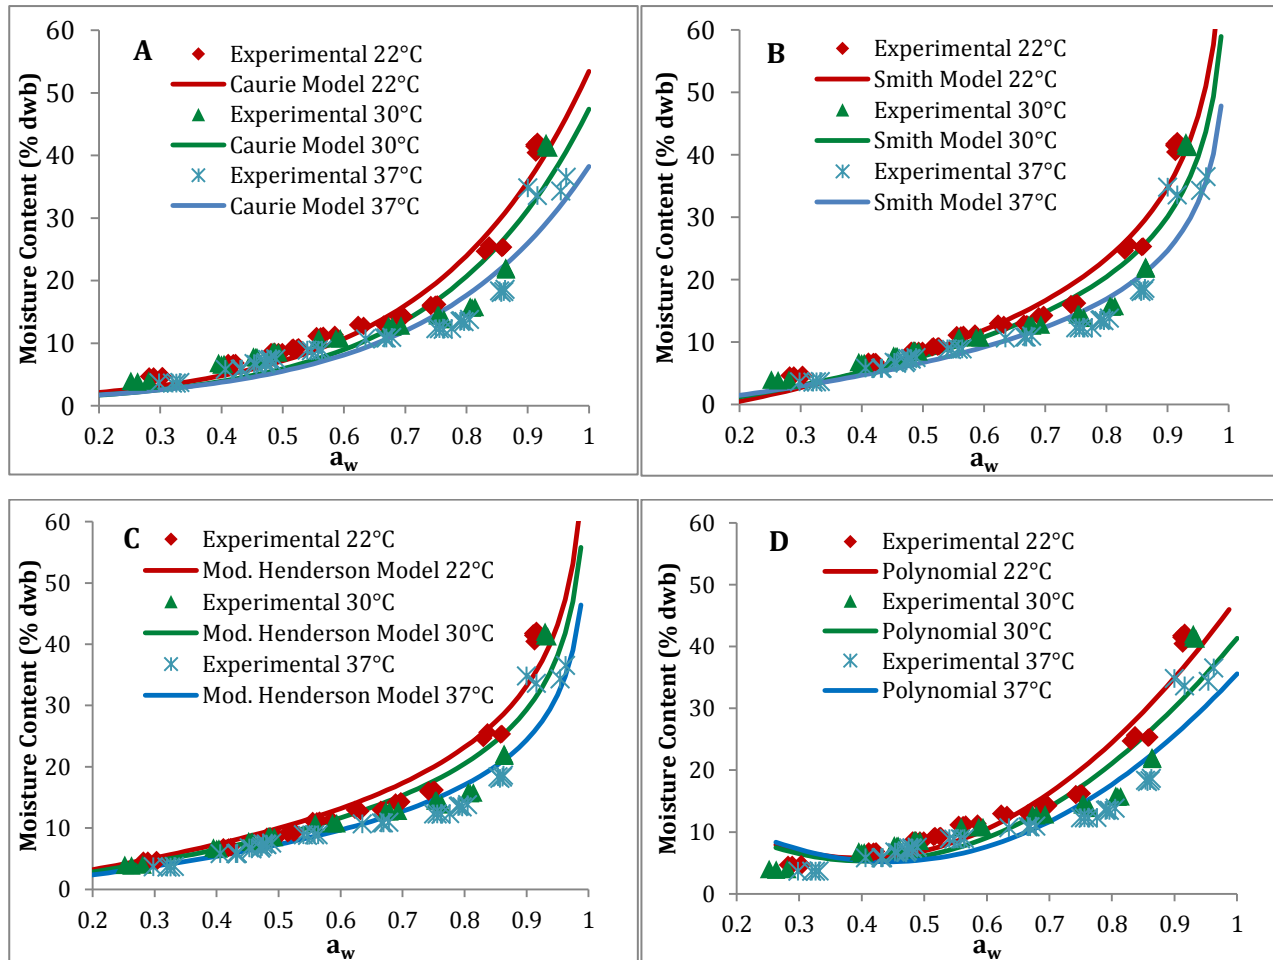 A
Experimental 22°C
Caurie Model 22°C
Experimental 30°C
Caurie Model 30°C
Experimental 37°C
Caurie Model 37°C
Moisture Content (% dwb)
60
50
40
30
20
10
0
0.2 0.3 0.4 0.5 0.6 0.7 0.8 0.9 1
aw
B
Experimental 22°C
Smith Model 22°C
Experimental 30°C
Smith Model 30°C
Experimental 37°C
Smith Model 37°C
Moisture Content (% dwb)
60
50
40
30
20
10
0
0.2 0.3 0.4 0.5 0.6 0.7 0.8 0.9 1
aw
C
Experimental 22°C
Mod. Henderson Model 22°C
Experimental 30°C
Mod. Henderson Model 30°C
Experimental 37°C
Mod. Henderson Model 37°C
Moisture Content (% dwb)
60
50
40
30
20
10
0
0.2 0.3 0.4 0.5 0.6 0.7 0.8 0.9 1
aw
D
Experimental 22°C
Polynomial 22°C
Experimental 30°C
Polynomial 30°C
Experimental 37°C
Polynomial 37°C
Moisture Content (% dwb)
60
50
40
30
20
10
0
0.2 0.3 0.4 0.5 0.6 0.7 0.8 0.9 1
aw